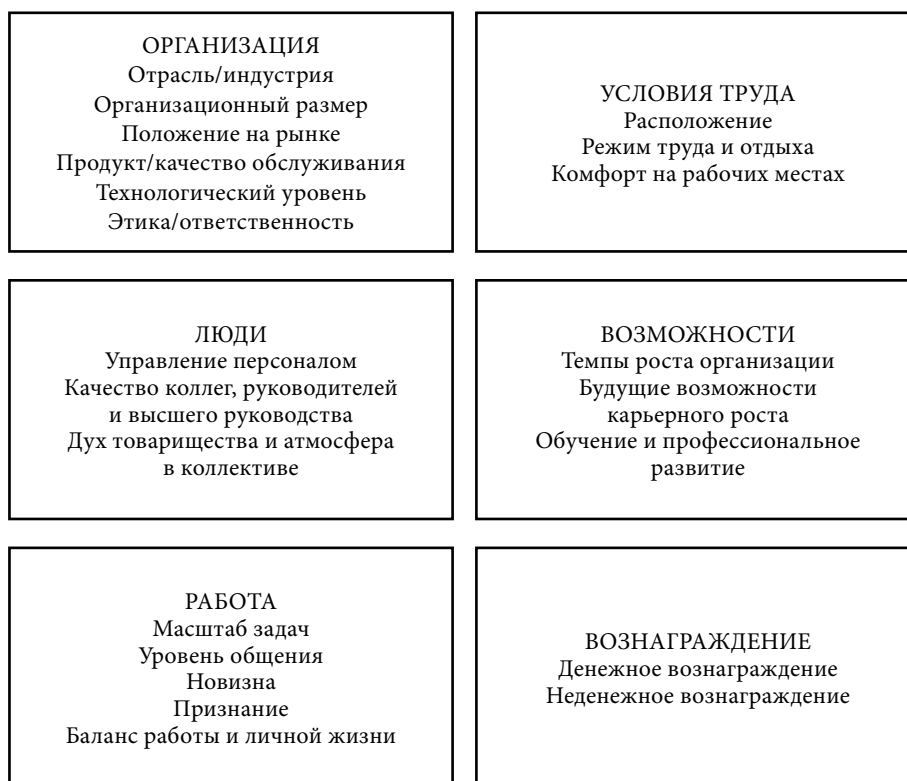 ОРГАНИЗАЦИЯ
Отрасль/индустрия
Организационный размер
Положение на рынке
Продукт/качество обслуживания
Технологический уровень
Этика/ответственность
УСЛОВИЯ ТРУДА
Расположение
Режим труда и отдыха
Комфорт на рабочих местах
ЛЮДИ
Управление персоналом
Качество коллег, руководителей
и высшего руководства
Дух товарищества и атмосфера
в коллективе
ВОЗМОЖНОСТИ
Темпы роста организации
Будущие возможности
карьерного роста
Обучение и профессиональное
развитие
РАБОТА
Масштаб задач
Уровень общения
Новизна
Признание
Баланс работы и личной жизни
ВОЗНАГРАЖДЕНИЕ
Денежное вознаграждение
Неденежное вознаграждение